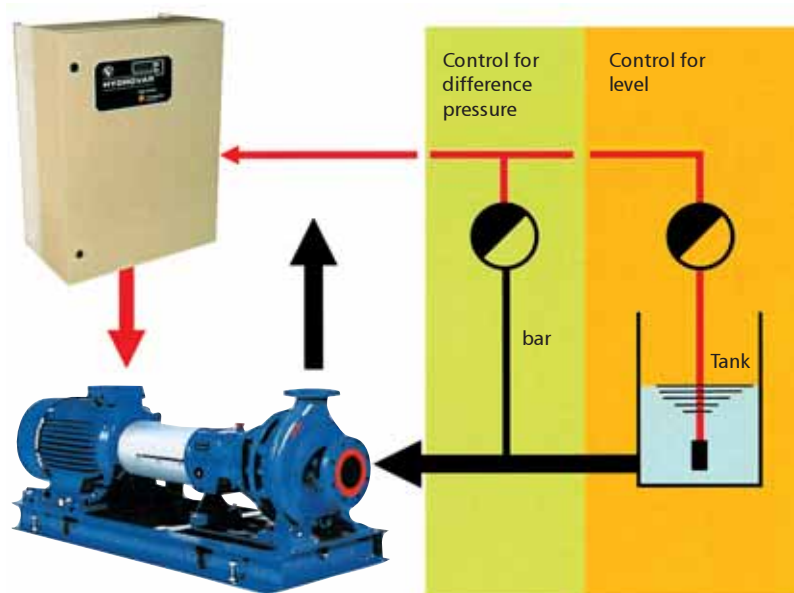 HYDROVAR
Control for
difference
pressure
Control for
level
bar
Tank